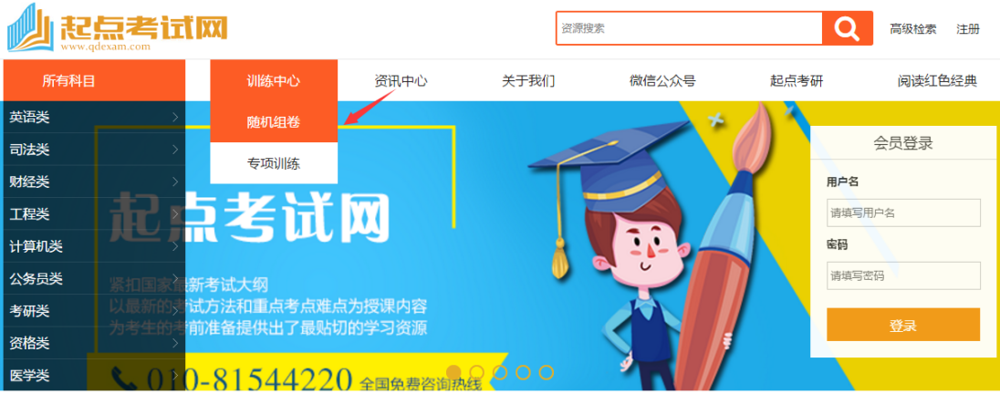 起点考试网
www.qdexam.com
资源搜索
高级检索 注册
所有科目 训练中心 资讯中心 关于我们 微信公众号 起点考研 阅读红色经典
随机组卷
专项训练
英语类
司法类
财经类
工程类
计算机类
公务员类
考研类
资格类
医学类
起点考试网
紧扣国家最新考试大纲
以最新的考试方法和重点考点难点为授课内容
为考生的考前准备提供出了最贴切的学习资源
010-81544220 全国免费咨询热线
会员登录
用户名
请填写用户名
密码
请填写密码
登录